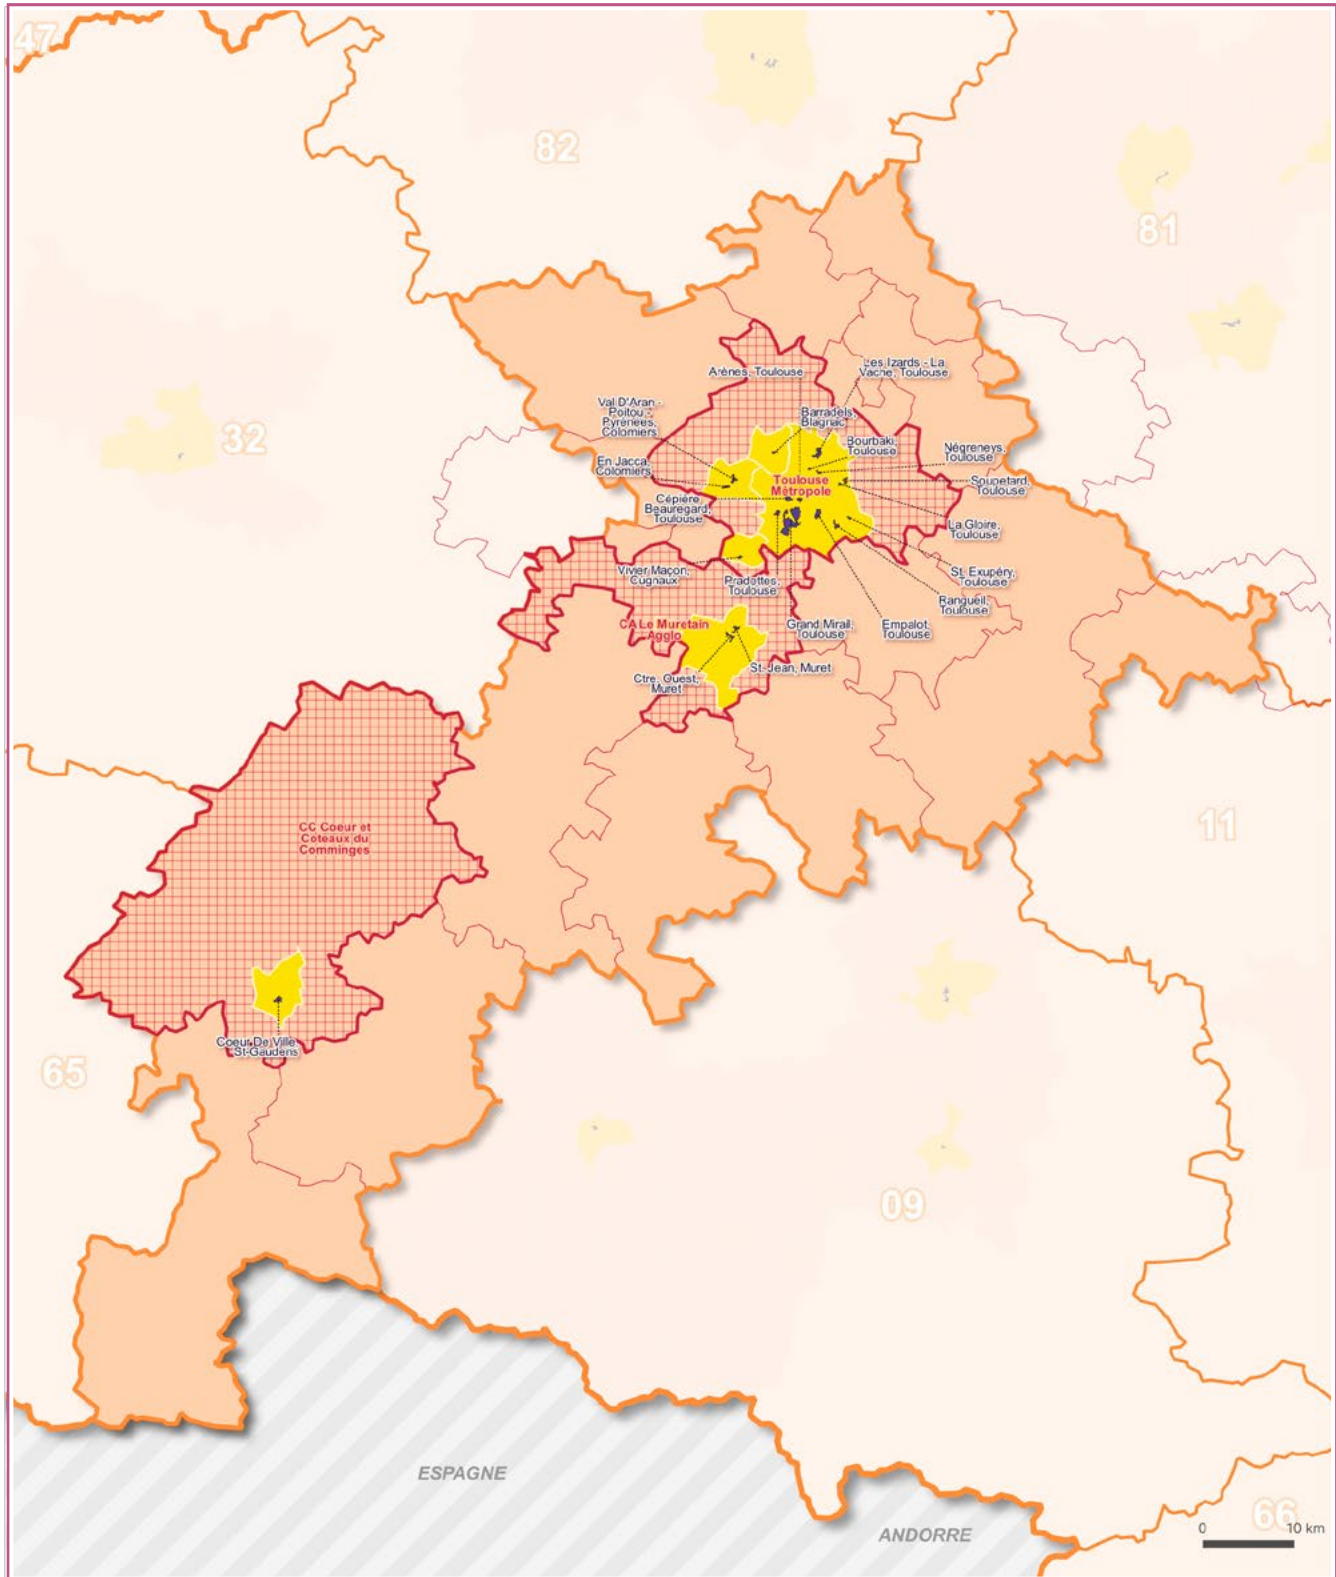 47
82
81
32
Arènes, Toulouse
Les Izards - La
Vache, Toulouse
Val D'Aran -
Poitou -
Pyrénées,
Colomiers
Barradels,
Blagnac
Bourbaki,
Toulouse
Négreneys,
Toulouse
En Jacca,
Colomiers
Toulouse
Métropole
Soupetard,
Toulouse
Cépière
Beauregard,
Toulouse
La Gloire,
Toulouse
Vivier Maçon,
Cugnaux
Pradettes,
Toulouse
St. Exupéry,
Toulouse
Rangueil,
Toulouse
CA Le Muretain
Agglo
Grand Mirail,
Toulouse
Empalot,
Toulouse
St. Jean, Muret
Ctre. Ouest,
Muret
CC Coeur et
Coteaux du
Comminges
11
Coeur De Ville,
St-Gaudens
65
09
ESPAGNE
ANDORRE
66
0 10 km